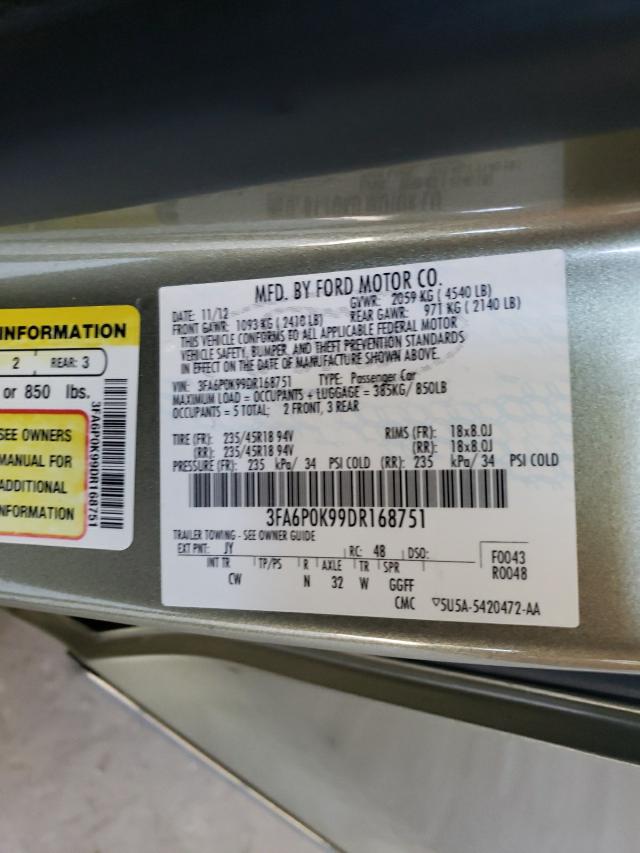 MFD. BY FORD MOTOR CO.
DATE: 11/12 GVWR: 2059 KG ( 4540 LB)
FRONT GAWR: 1093 KG ( 2410 LB) REAR GAWR: 971 KG ( 2140 LB)
THIS VEHICLE CONFORMS TO ALL APPLICABLE FEDERAL MOTOR
VEHICLE SAFETY, BUMPER, AND THEFT PREVENTION STANDARDS
IN EFFECT ON THE DATE OF MANUFACTURE SHOWN ABOVE.
VIN: 3FA6P0K99DR168751 TYPE: Passenger Car
MAXIMUM LOAD = OCCUPANTS + LUGGAGE = 385KG/ 850LB
OCCUPANTS = 5 TOTAL; 2 FRONT, 3 REAR
TIRE (FR): 235/45R18 94V RIMS (FR): 18x8.0J
(RR): 235/45R18 94V (RR): 18x8.0J
PRESSURE (FR): 235 kPa/ 34 PSI COLD (RR): 235 kPa/ 34 PSI COLD
3FA6P0K99DR168751
TRAILER TOWING - SEE OWNER GUIDE
EXT PNT: JY RC: 48 DSO: F0043
INT TR TP/PS R AXLE TR SPR R0048
CW N 32 W GGFF
CMC ▽5U5A-5420472-AA
INFORMATION
2 REAR: 3
or 850 lbs.
SEE OWNERS
MANUAL FOR
ADDITIONAL
INFORMATION
3FA6P0K99DR168751